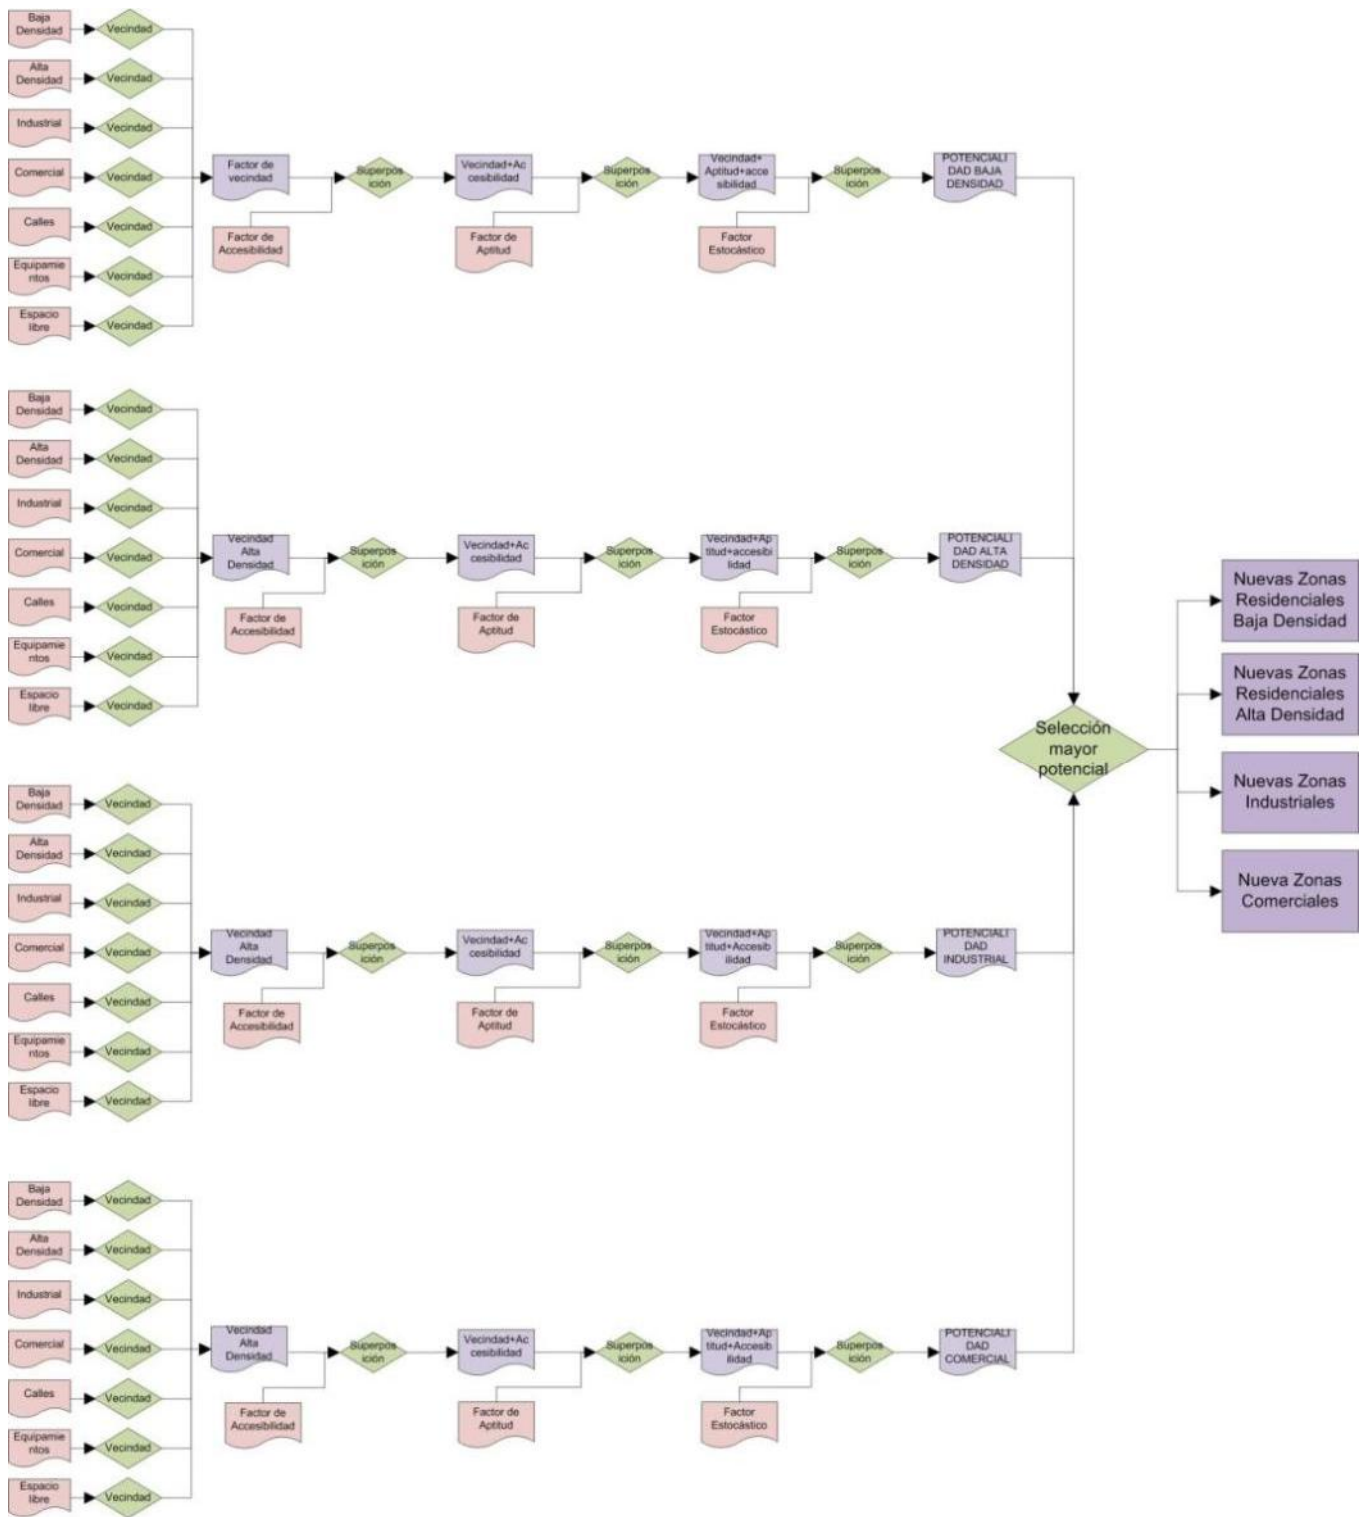 Baja
Densidad
Vecindad
Alta
Densidad
Vecindad
Industrial
Vecindad
Comercial
Vecindad
Calles
Vecindad
Equipamie
ntos
Vecindad
Espacio
libre
Vecindad
Factor de
vecindad
Factor de
Accesibilidad
Superpos
ición
Vecindad+Ac
cesibilidad
Factor de
Aptitud
Superpos
ición
Vecindad+
Aptitud+acce
sibilidad
Factor
Estocástico
Superpos
ición
POTENCIALI
DAD BAJA
DENSIDAD
Baja
Densidad
Vecindad
Alta
Densidad
Vecindad
Industrial
Vecindad
Comercial
Vecindad
Calles
Vecindad
Equipamie
ntos
Vecindad
Espacio
libre
Vecindad
Vecindad
Alta
Densidad
Factor de
Accesibilidad
Superpos
ición
Vecindad+Ac
cesibilidad
Factor de
Aptitud
Superpos
ición
Vecindad+Ap
titud+accesibi
lidad
Factor
Estocástico
Superpos
ición
POTENCIALI
DAD ALTA
DENSIDAD
Baja
Densidad
Vecindad
Alta
Densidad
Vecindad
Industrial
Vecindad
Comercial
Vecindad
Calles
Vecindad
Equipamie
ntos
Vecindad
Espacio
libre
Vecindad
Vecindad
Alta
Densidad
Factor de
Accesibilidad
Superpos
ición
Vecindad+Ac
cesibilidad
Factor de
Aptitud
Superpos
ición
Vecindad+Ap
titud+Accesib
ilidad
Factor
Estocástico
Superpos
ición
POTENCIALI
DAD
INDUSTRIAL
Baja
Densidad
Vecindad
Alta
Densidad
Vecindad
Industrial
Vecindad
Comercial
Vecindad
Calles
Vecindad
Equipamie
ntos
Vecindad
Espacio
libre
Vecindad
Vecindad
Alta
Densidad
Factor de
Accesibilidad
Superpos
ición
Vecindad+Ac
cesibilidad
Factor de
Aptitud
Superpos
ición
Vecindad+Ap
titud+Accesib
ilidad
Factor
Estocástico
Superpos
ición
POTENCIALI
DAD
COMERCIAL
Selección
mayor
potencial
Nuevas Zonas
Residenciales
Baja Densidad
Nuevas Zonas
Residenciales
Alta Densidad
Nuevas Zonas
Industriales
Nueva Zonas
Comerciales